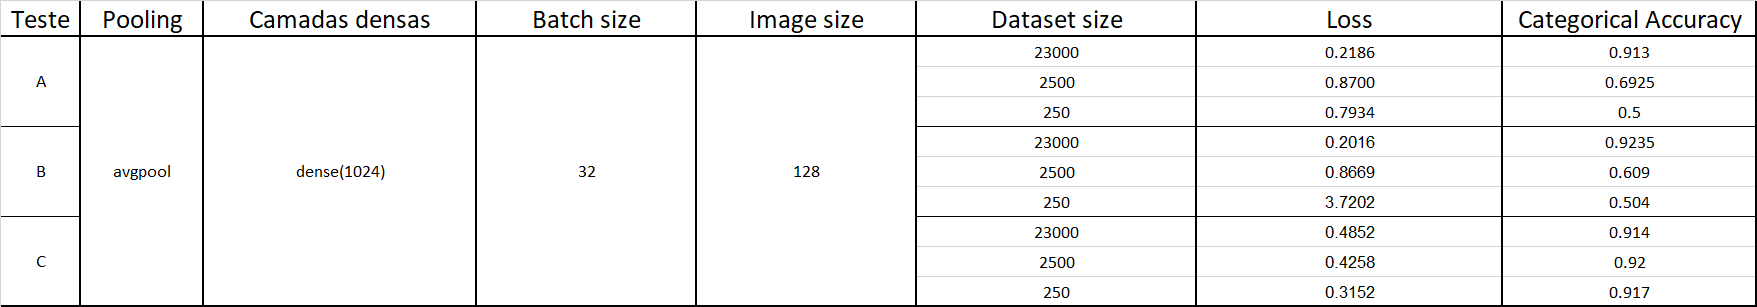 Teste Pooling Camadas densas Batch size Image size Dataset size Loss Categorical Accuracy
A avgpool dense(1024) 32 128 23000 0.2186 0.913
2500 0.8700 0.6925
250 0.7934 0.5
B 23000 0.2016 0.9235
2500 0.8669 0.609
250 3.7202 0.504
C 23000 0.4852 0.914
2500 0.4258 0.92
250 0.3152 0.917